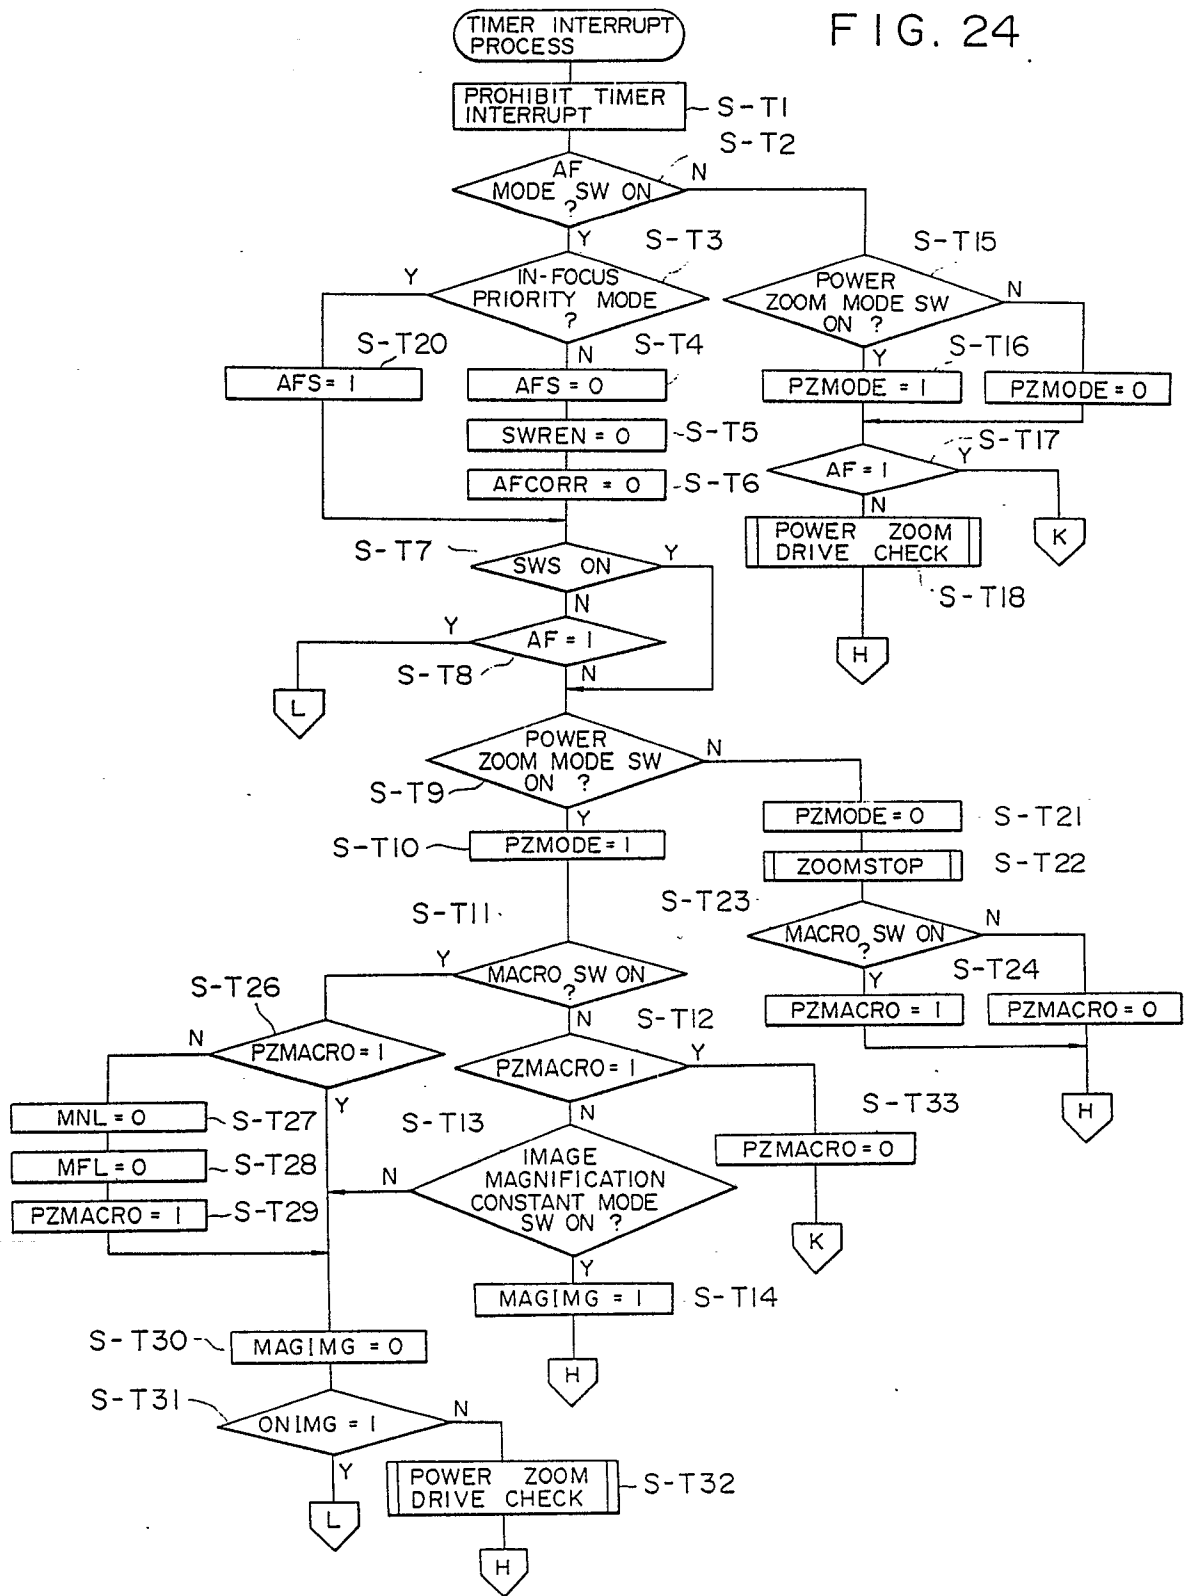 FIG. 24
TIMER INTERRUPT
PROCESS
PROHIBIT TIMER
INTERRUPT
S-T1
S-T2
AF
MODE SW ON
?
N
Y
S-T3
S-T15
Y
IN-FOCUS
PRIORITY MODE
?
POWER
ZOOM MODE SW
ON ?
N
S-T20
N
S-T4
Y
S-T16
AFS = 1
AFS = 0
PZMODE = 1
PZMODE = 0
SWREN = 0
S-T5
S-T17
AFCORR = 0
S-T6
AF = 1
Y
N
K
S-T7
SWS ON
Y
POWER ZOOM
DRIVE CHECK
S-T18
N
Y
AF = 1
S-T8
N
H
L
POWER
ZOOM MODE SW
ON ?
N
S-T9
Y
PZMODE = 0
S-T21
S-T10
PZMODE = 1
ZOOMSTOP
S-T22
S-T11
S-T23
MACRO SW ON
?
N
Y
MACRO SW ON
?
Y
S-T24
S-T26
N
S-T12
PZMACRO = 1
PZMACRO = 0
N
PZMACRO = 1
PZMACRO = 1
Y
H
Y
N
S-T33
MNL = 0
S-T27
S-T13
PZMACRO = 0
MFL = 0
S-T28
N
IMAGE
MAGNIFICATION
CONSTANT MODE
SW ON ?
PZMACRO = 1
S-T29
K
Y
MAGIMG = 1
S-T14
S-T30
MAGIMG = 0
H
S-T31
ONIMG = 1
N
Y
POWER ZOOM
DRIVE CHECK
S-T32
L
H